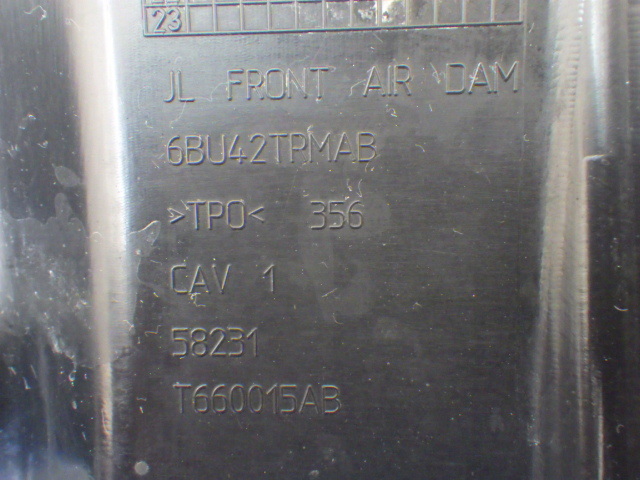 23
JL FRONT AIR DAM
6BU42TRMAB
>TPO< 356
CAV 1
58231
T660015AB